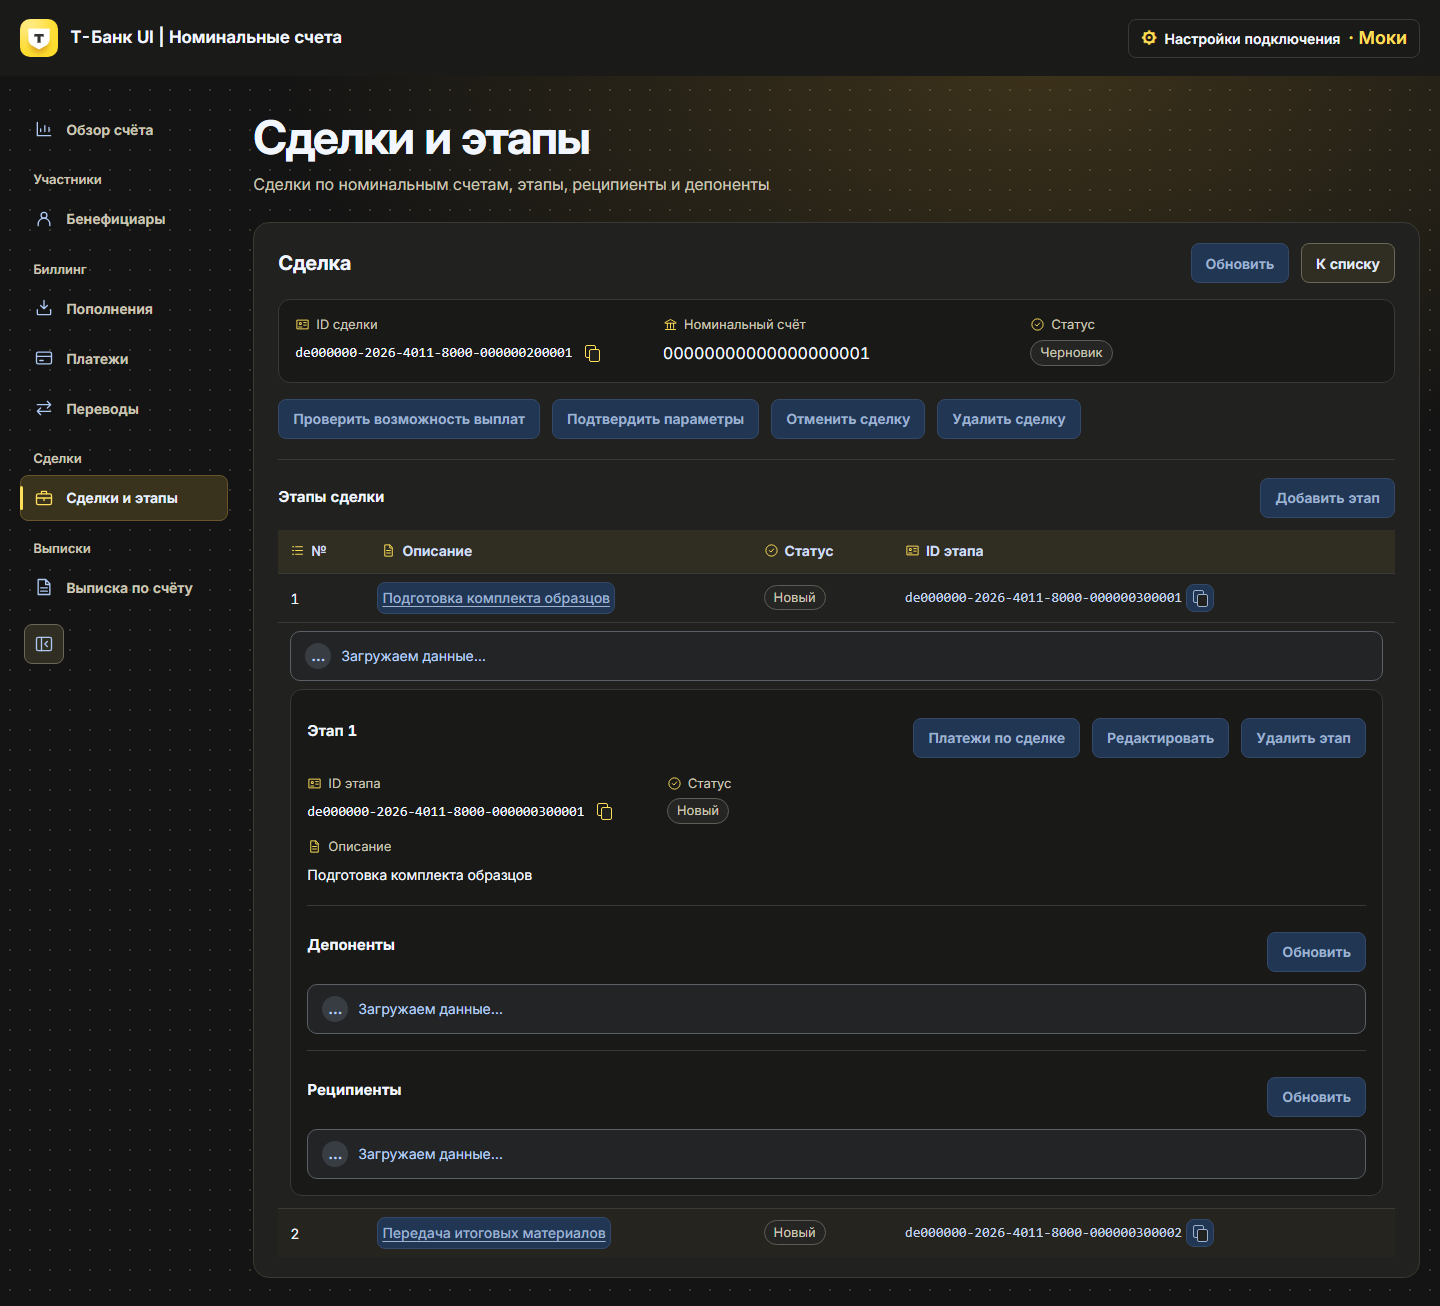 Т-Банк UI | Номинальные счета
Настройки подключения · Моки
Обзор счёта
Участники
Бенефициары
Биллинг
Пополнения
Платежи
Переводы
Сделки
Сделки и этапы
Выписки
Выписка по счёту
Сделки и этапы
Сделки по номинальным счетам, этапы, реципиенты и депоненты
Сделка
Обновить
К списку
ID сделки
Номинальный счёт
Статус
de000000-2026-4011-8000-000000200001
00000000000000000001
Черновик
Проверить возможность выплат
Подтвердить параметры
Отменить сделку
Удалить сделку
Этапы сделки
Добавить этап
№ Описание Статус ID этапа
1 Подготовка комплекта образцов Новый de000000-2026-4011-8000-000000300001
... Загружаем данные...
Этап 1
Платежи по сделке
Редактировать
Удалить этап
ID этапа
Статус
de000000-2026-4011-8000-000000300001
Новый
Описание
Подготовка комплекта образцов
Депоненты
Обновить
... Загружаем данные...
Реципиенты
Обновить
... Загружаем данные...
2 Передача итоговых материалов Новый de000000-2026-4011-8000-000000300002